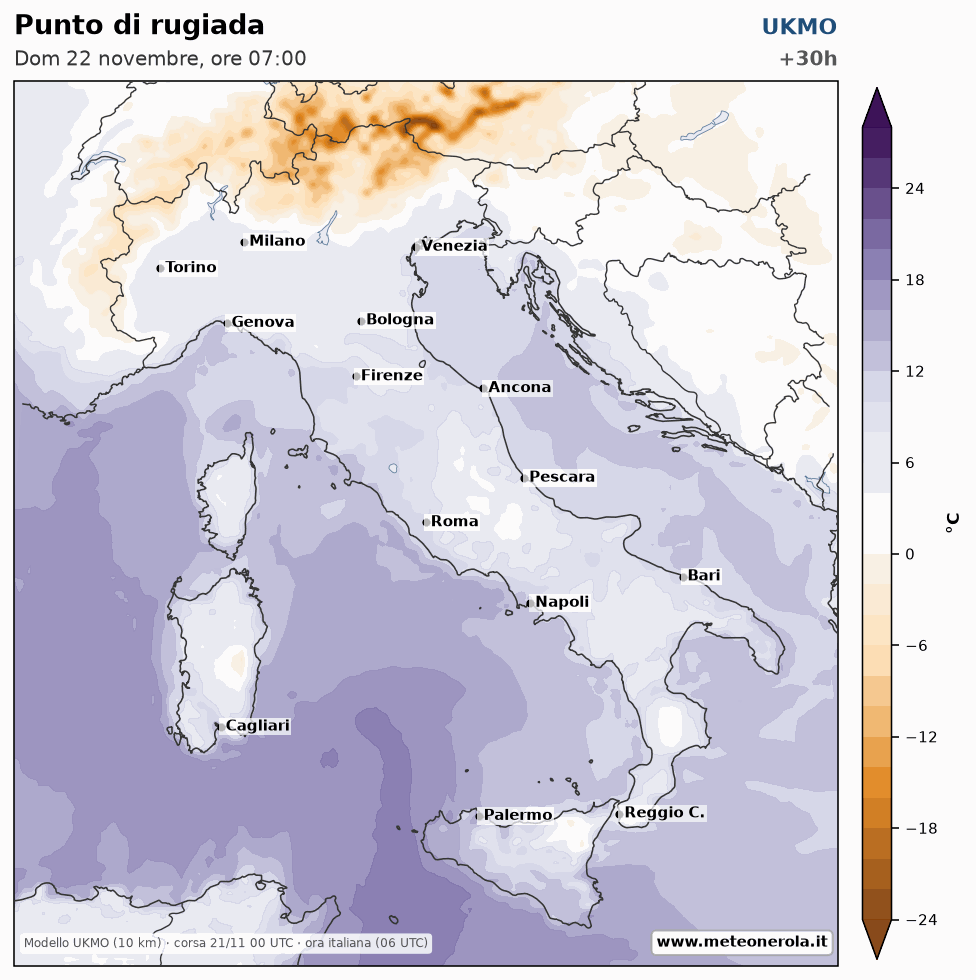 Punto di rugiada
UKMO
Dom 22 novembre, ore 07:00
+30h
Milano
Venezia
Torino
Genova
Bologna
Firenze
Ancona
Pescara
Roma
Bari
Napoli
Cagliari
Palermo
Reggio C.
24
18
12
6
0
−6
−12
−18
−24
°C
Modello UKMO (10 km) · corsa 21/11 00 UTC · ora italiana (06 UTC)
www.meteonerola.it